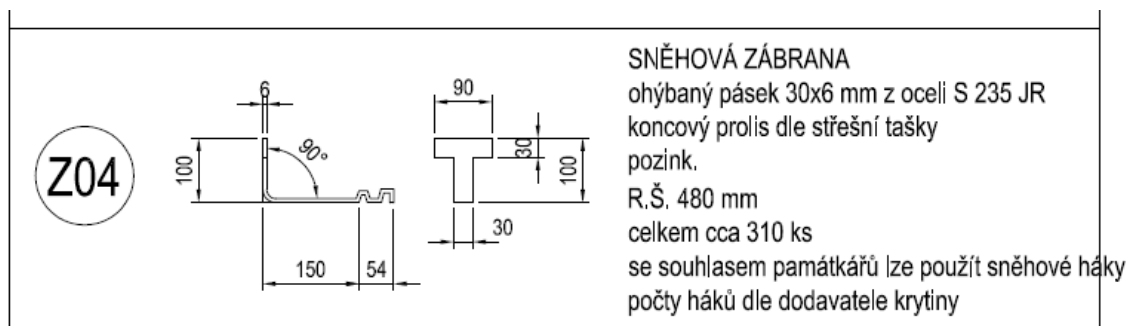 Z04
6
90°
100
150
54
90
30
100
30
SNĚHOVÁ ZÁBRANA
ohýbaný pásek 30x6 mm z oceli S 235 JR
koncový prolis dle střešní tašky
pozink.
R.Š. 480 mm
celkem cca 310 ks
se souhlasem památkářů lze použít sněhové háky
počty háků dle dodavatele krytiny